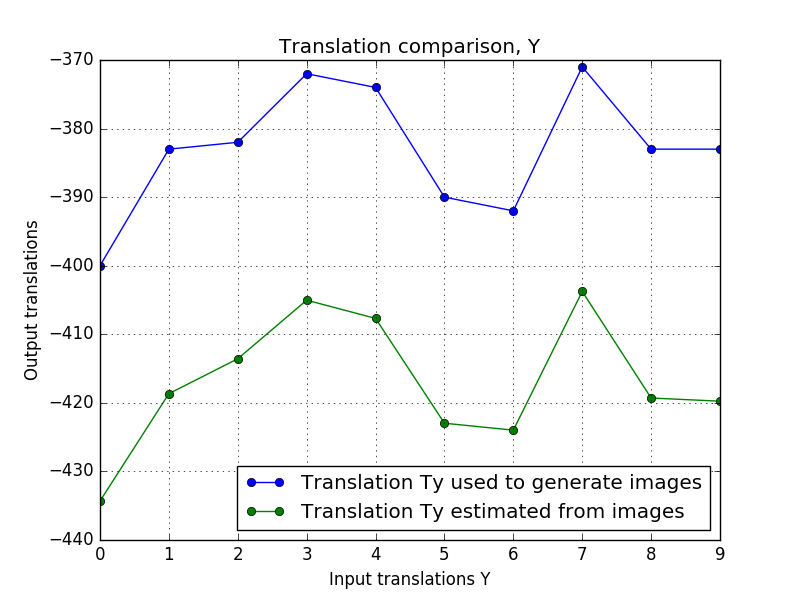 Translation comparison, Y
−370
−380
−390
−400
−410
−420
−430
−440
Output translations
Translation Ty used to generate images
Translation Ty estimated from images
0 1 2 3 4 5 6 7 8 9
Input translations Y